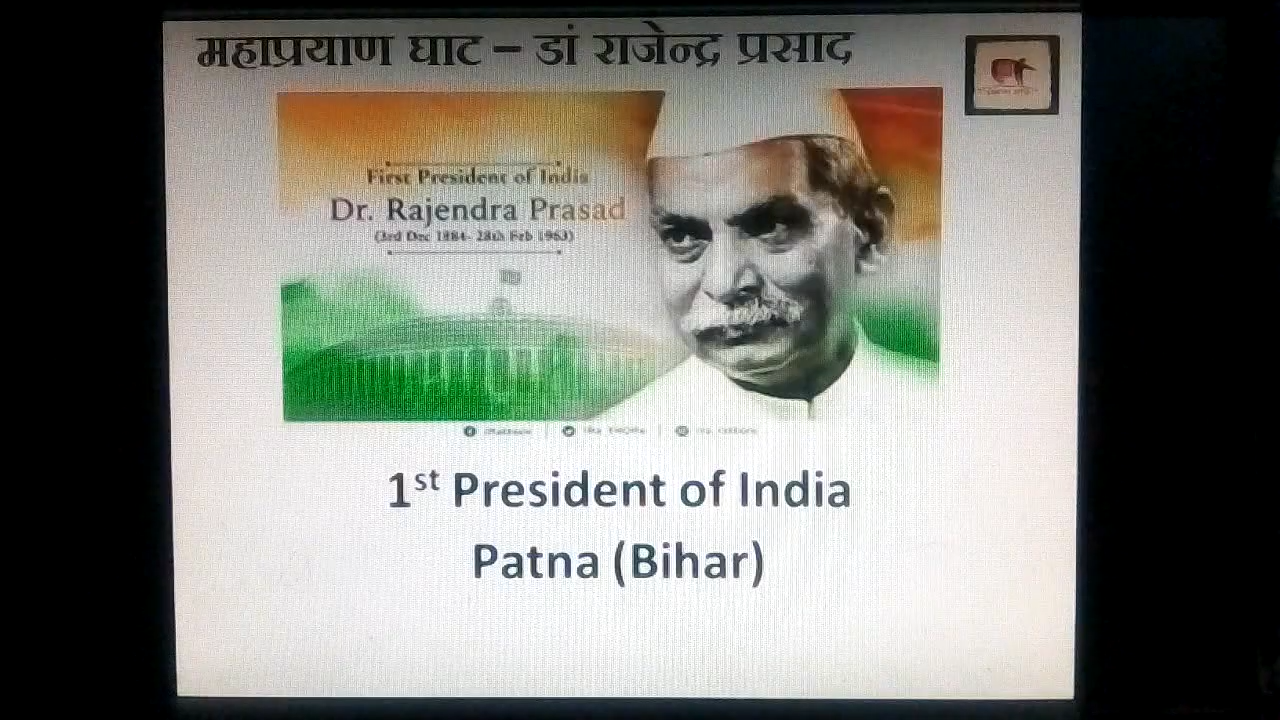 महाप्रयाण घाट – डां राजेन्द्र प्रसाद
First President of India
Dr. Rajendra Prasad
(3rd Dec 1884- 28th Feb 1963)
1st President of India
Patna (Bihar)